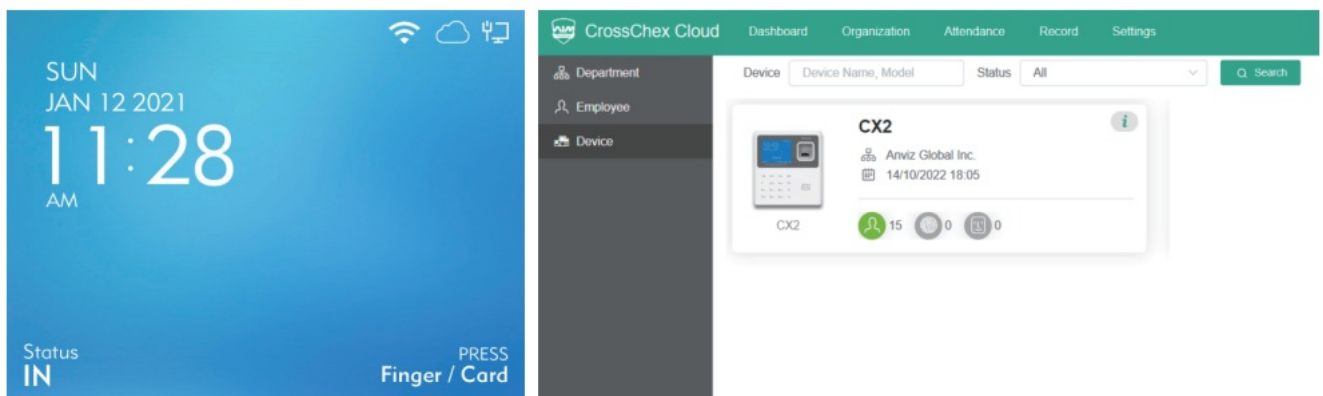 SUN
JAN 12 2021
11:28
AM
Status
IN
PRESS
Finger / Card
CrossChex Cloud
Dashboard Organization Attendance Record Settings
Department
Employee
Device
Device Device Name, Model Status All Search
CX2
Anviz Global Inc.
14/10/2022 18:05
CX2
15 0 0